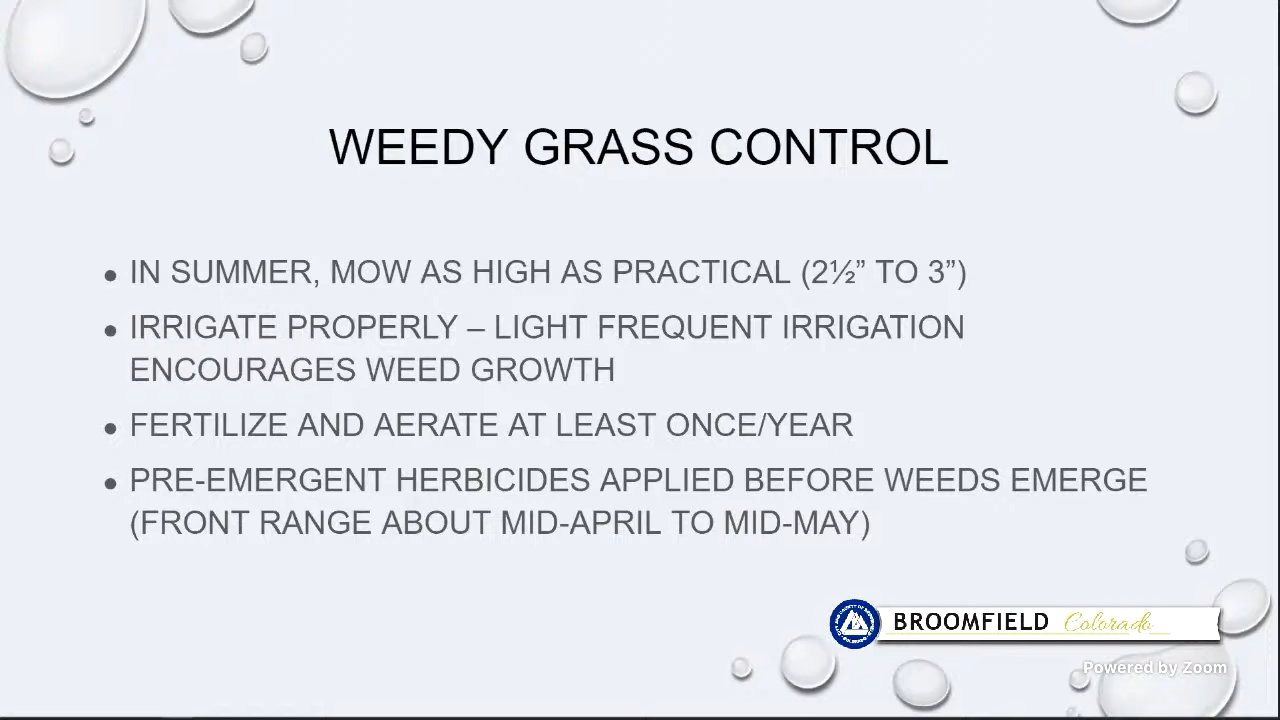 WEEDY GRASS CONTROL
• IN SUMMER, MOW AS HIGH AS PRACTICAL (2½” TO 3”)
• IRRIGATE PROPERLY – LIGHT FREQUENT IRRIGATION
ENCOURAGES WEED GROWTH
• FERTILIZE AND AERATE AT LEAST ONCE/YEAR
• PRE-EMERGENT HERBICIDES APPLIED BEFORE WEEDS EMERGE
(FRONT RANGE ABOUT MID-APRIL TO MID-MAY)
BROOMFIELD Colorado
Powered by Zoom